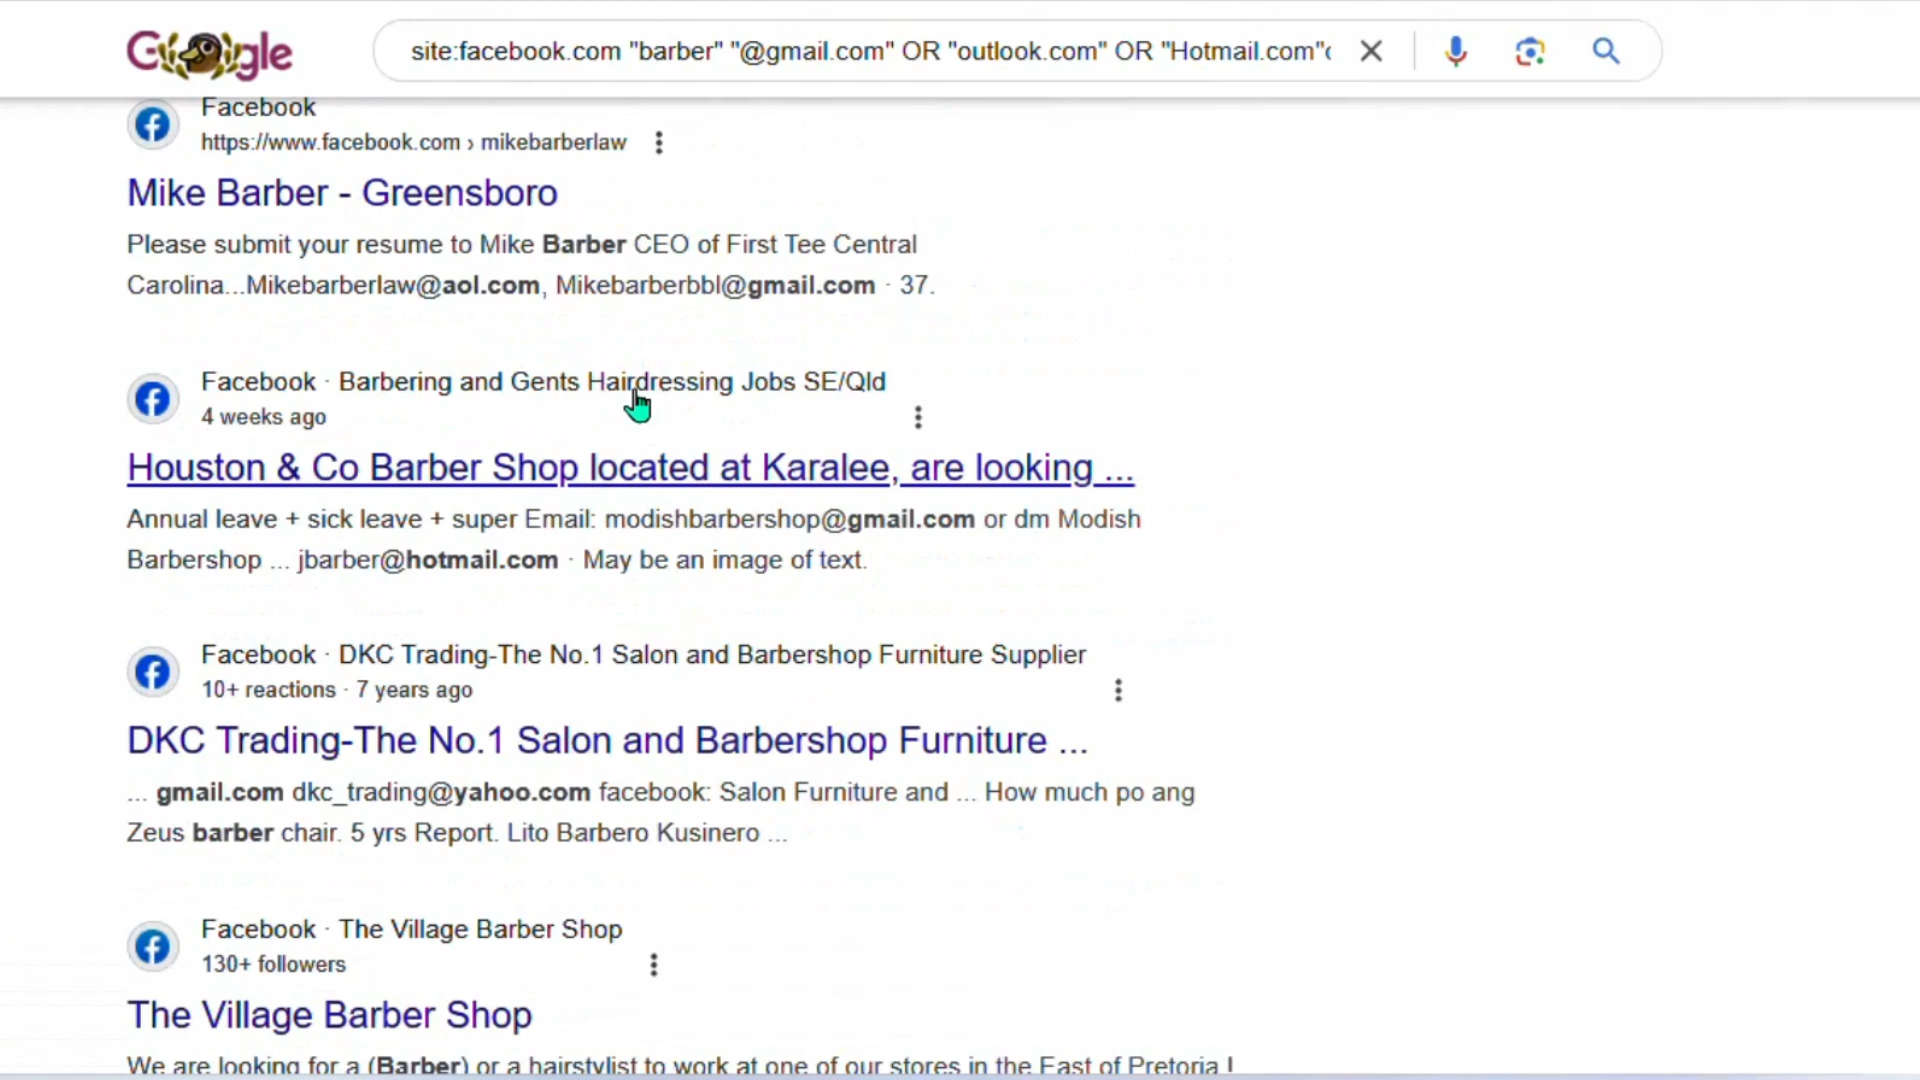 Google
site:facebook.com "barber" "@gmail.com" OR "outlook.com" OR "Hotmail.com"
Facebook
https://www.facebook.com › mikebarberlaw
Mike Barber - Greensboro
Please submit your resume to Mike Barber CEO of First Tee Central
Carolina...Mikebarberlaw@aol.com, Mikebarberbbl@gmail.com · 37.
Facebook · Barbering and Gents Hairdressing Jobs SE/Qld
4 weeks ago
Houston & Co Barber Shop located at Karalee, are looking ...
Annual leave + sick leave + super Email: modishbarbershop@gmail.com or dm Modish
Barbershop ... jbarber@hotmail.com · May be an image of text.
Facebook · DKC Trading-The No.1 Salon and Barbershop Furniture Supplier
10+ reactions · 7 years ago
DKC Trading-The No.1 Salon and Barbershop Furniture ...
... gmail.com dkc_trading@yahoo.com facebook: Salon Furniture and ... How much po ang
Zeus barber chair. 5 yrs Report. Lito Barbero Kusinero ...
Facebook · The Village Barber Shop
130+ followers
The Village Barber Shop
We are looking for a (Barber) or a hairstylist to work at one of our stores in the East of Pretoria !